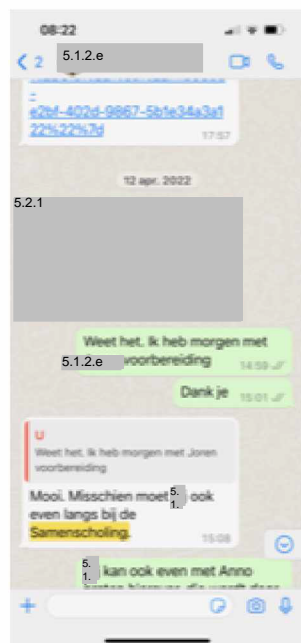 08:22
2 5.1.2.e
-
e2bf-402d-9867-5b1e34a3a1
22%22%7d
17:57
12 apr. 2022
5.2.1
Weet het. Ik heb morgen met
5.1.2.e voorbereiding 14:59
Dank je 15:01
U
Weet het. Ik heb morgen met Joren
voorbereiding
Mooi. Misschien moet 5. 1. ook
even langs bij de
Samenscholing. 15:08
5. 1. kan ook even met Anno